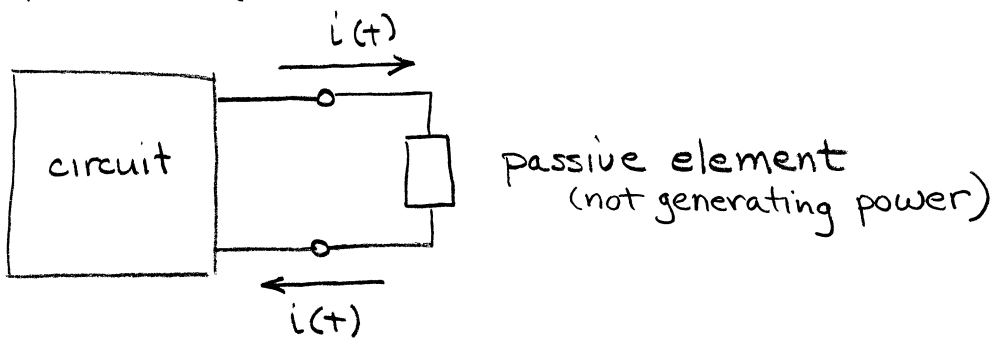 i(t)
circuit
passive element
(not generating power)
i(t)